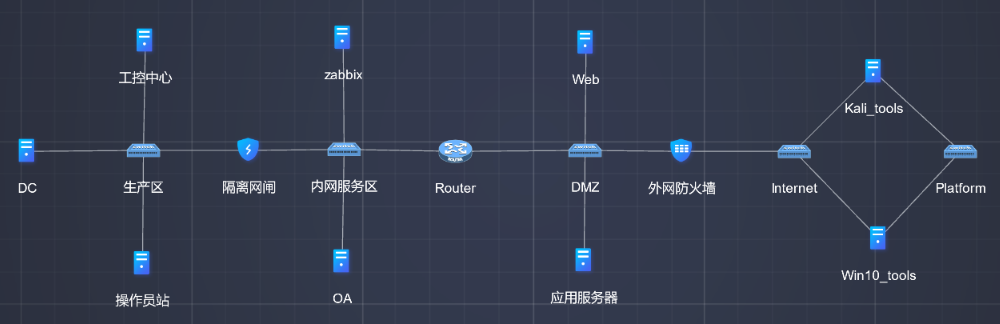 工控中心
zabbix
Web
Kali_tools
DC
生产区
隔离网闸
内网服务区
ROUTER
Router
DMZ
外网防火墙
Internet
Platform
操作员站
OA
应用服务器
Win10_tools